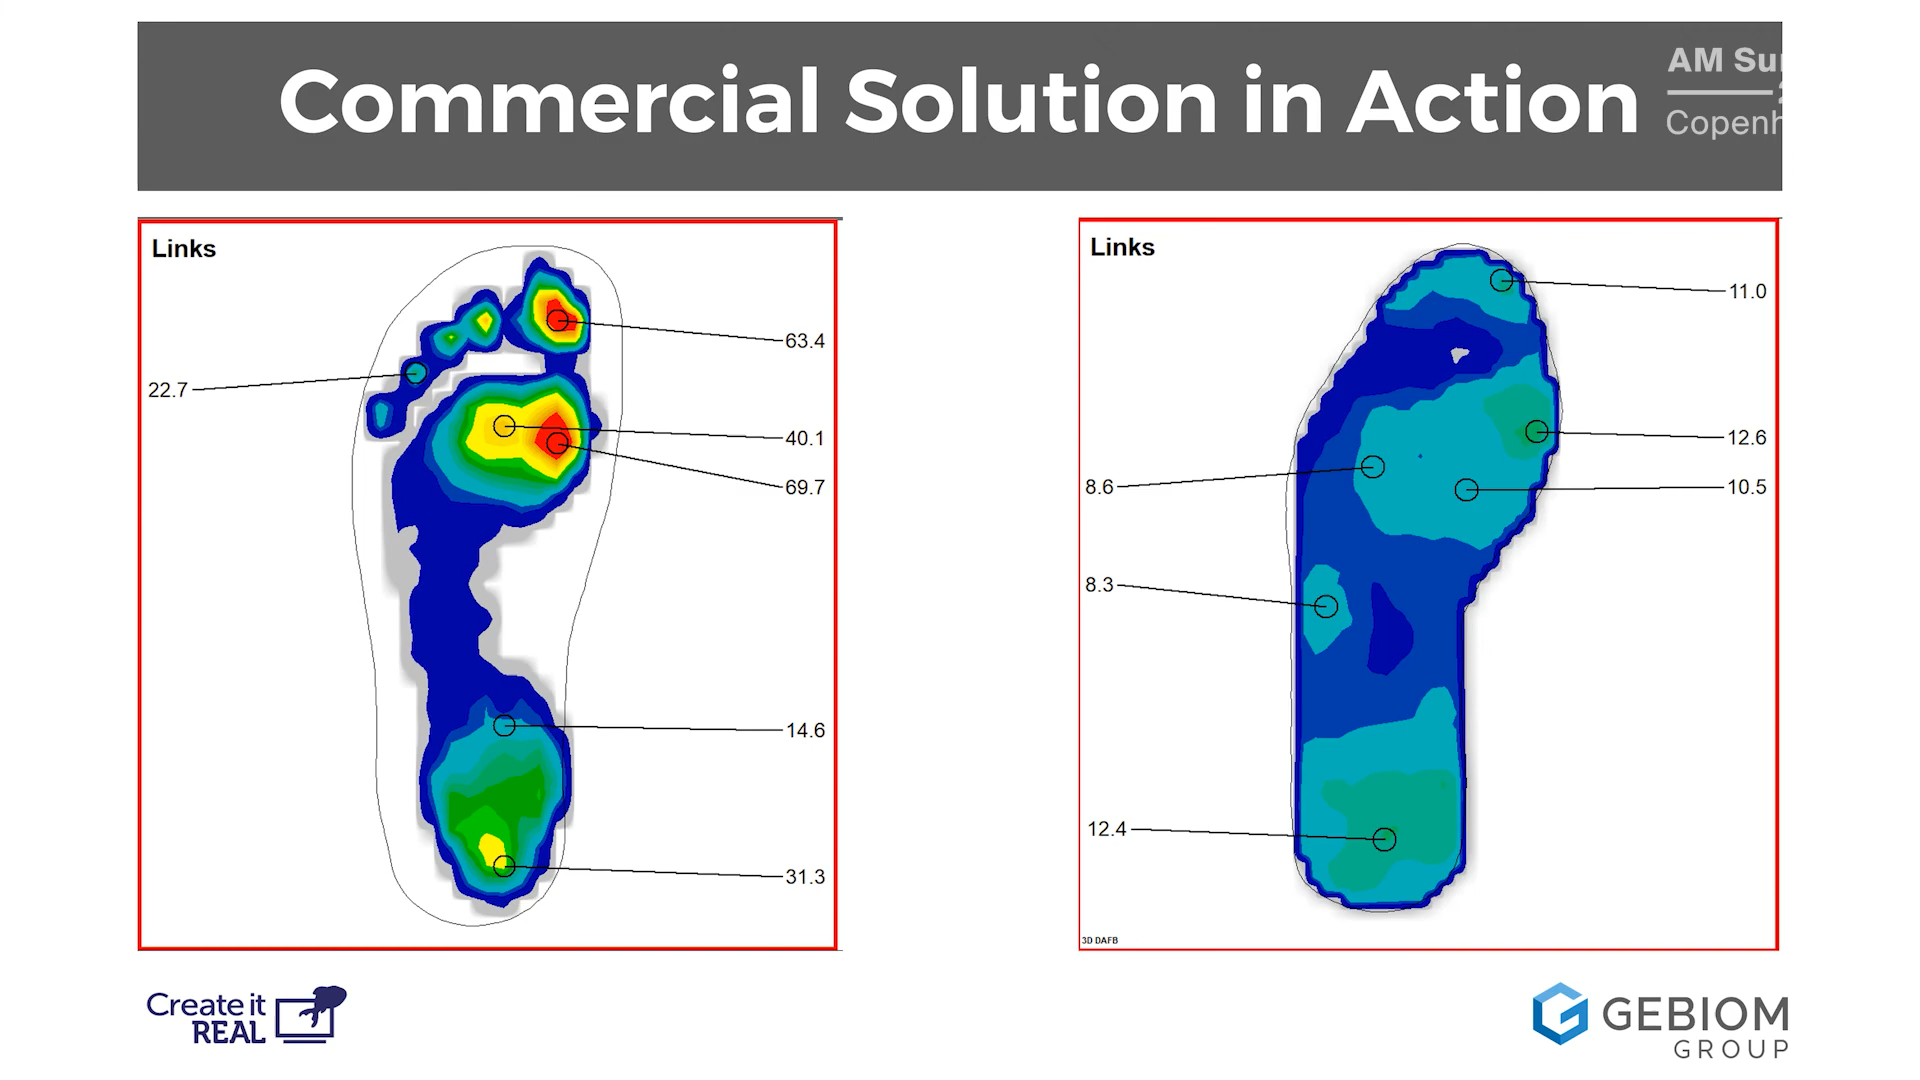 Commercial Solution in Action
AM Su
Copenh
Links
63.4
22.7
40.1
69.7
14.6
31.3
Links
11.0
12.6
8.6
10.5
8.3
12.4
3D DAFB
Create it
REAL
GEBIOM
GROUP